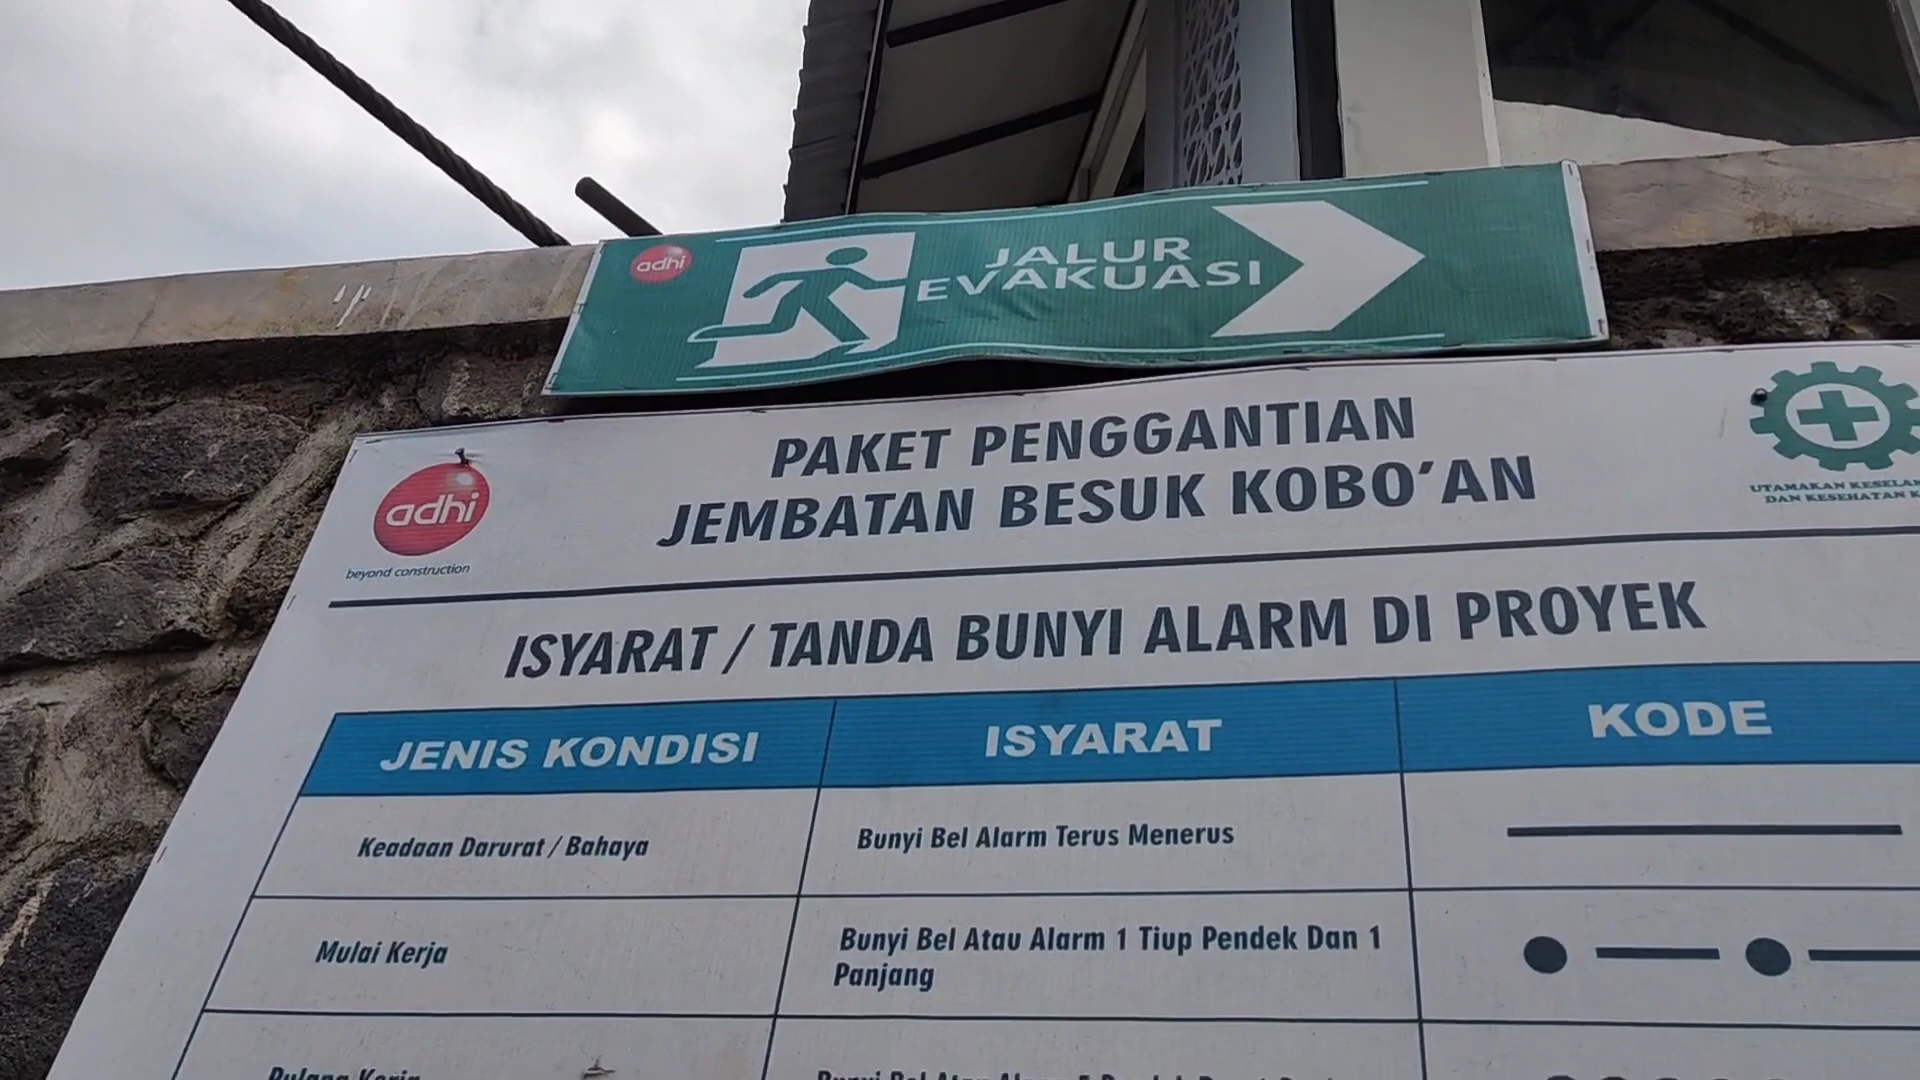 adhi
JALUR
EVAKUASI
PAKET PENGGANTIAN
JEMBATAN BESUK KOBO'AN
adhi
beyond construction
UTAMAKAN
DAN KESEHATAN
ISYARAT / TANDA BUNYI ALARM DI PROYEK
JENIS KONDISI ISYARAT KODE
Keadaan Darurat / Bahaya Bunyi Bel Alarm Terus Menerus
Mulai Kerja Bunyi Bel Atau Alarm 1 Tiup Pendek Dan 1
Panjang